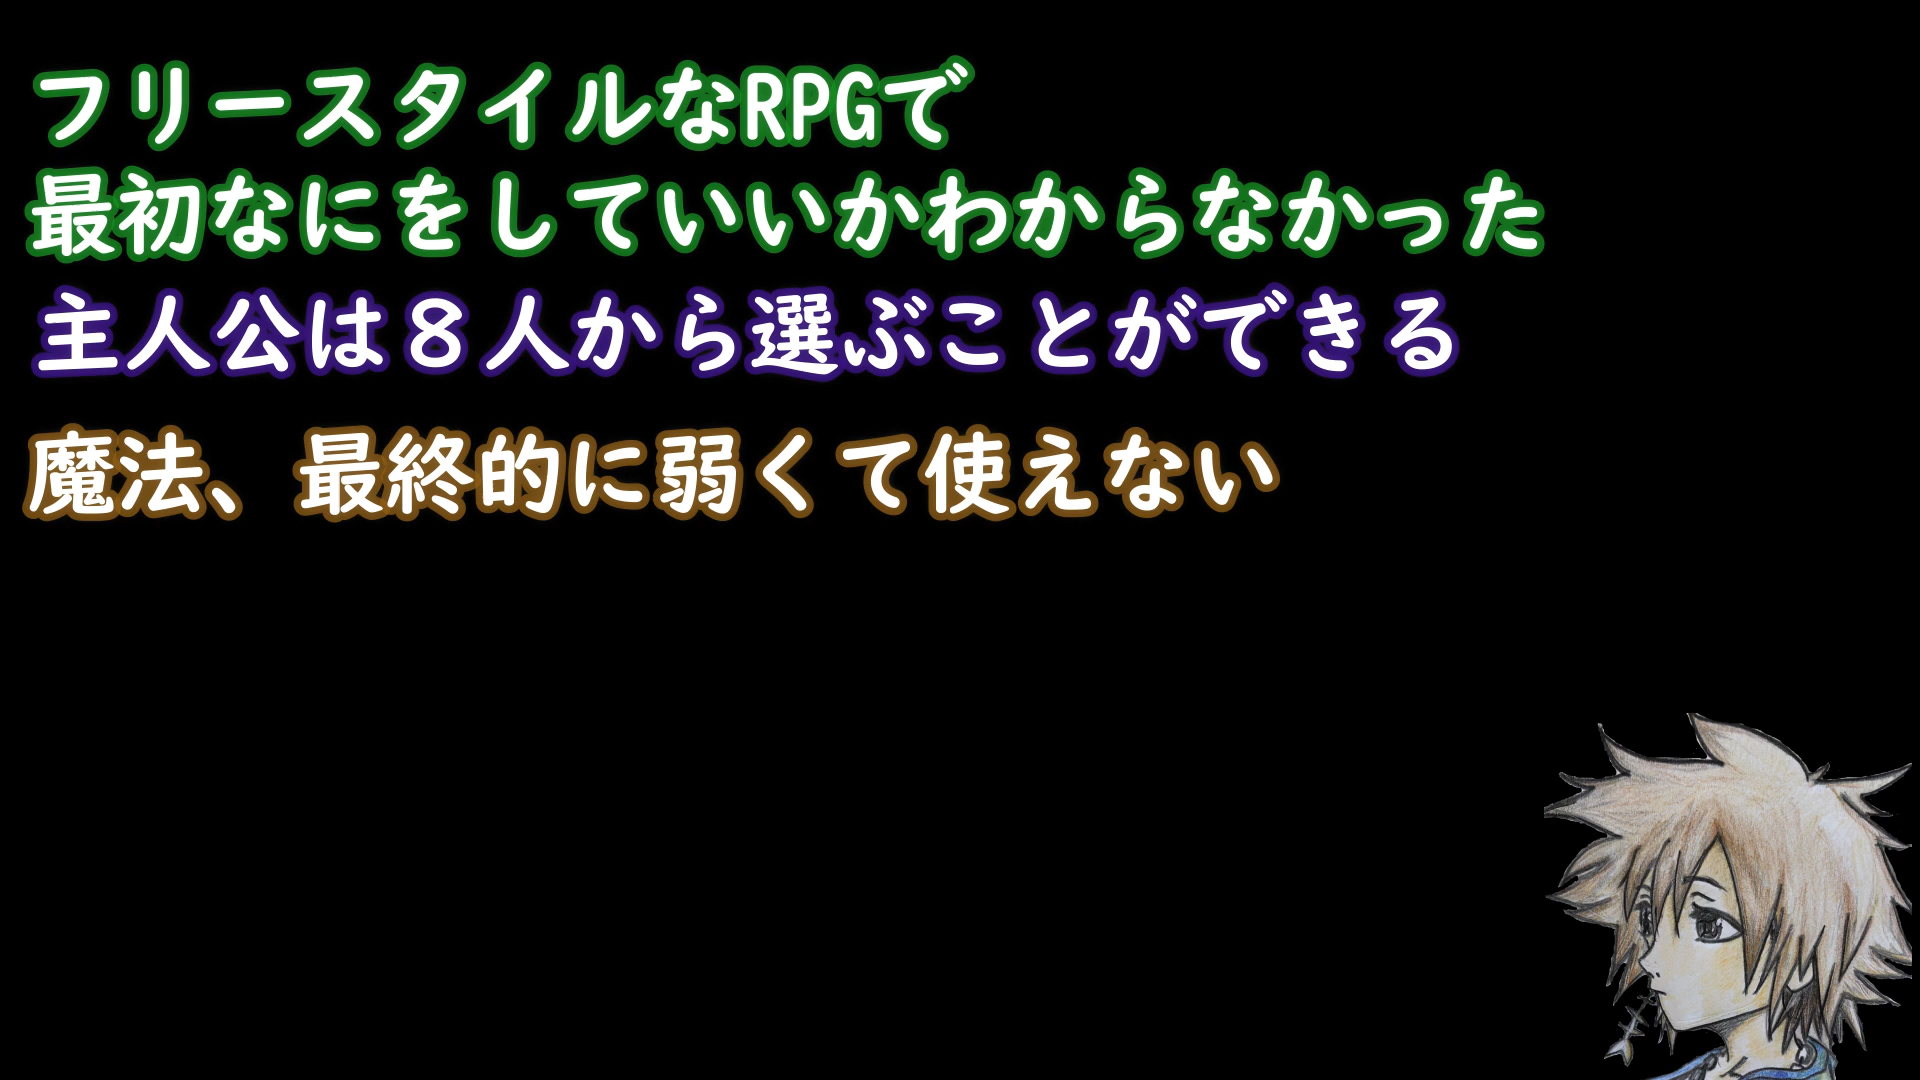 フリースタイルなRPGで
最初なにをしていいかわからなかった
主人公は８人から選ぶことができる
魔法、最終的に弱くて使えない